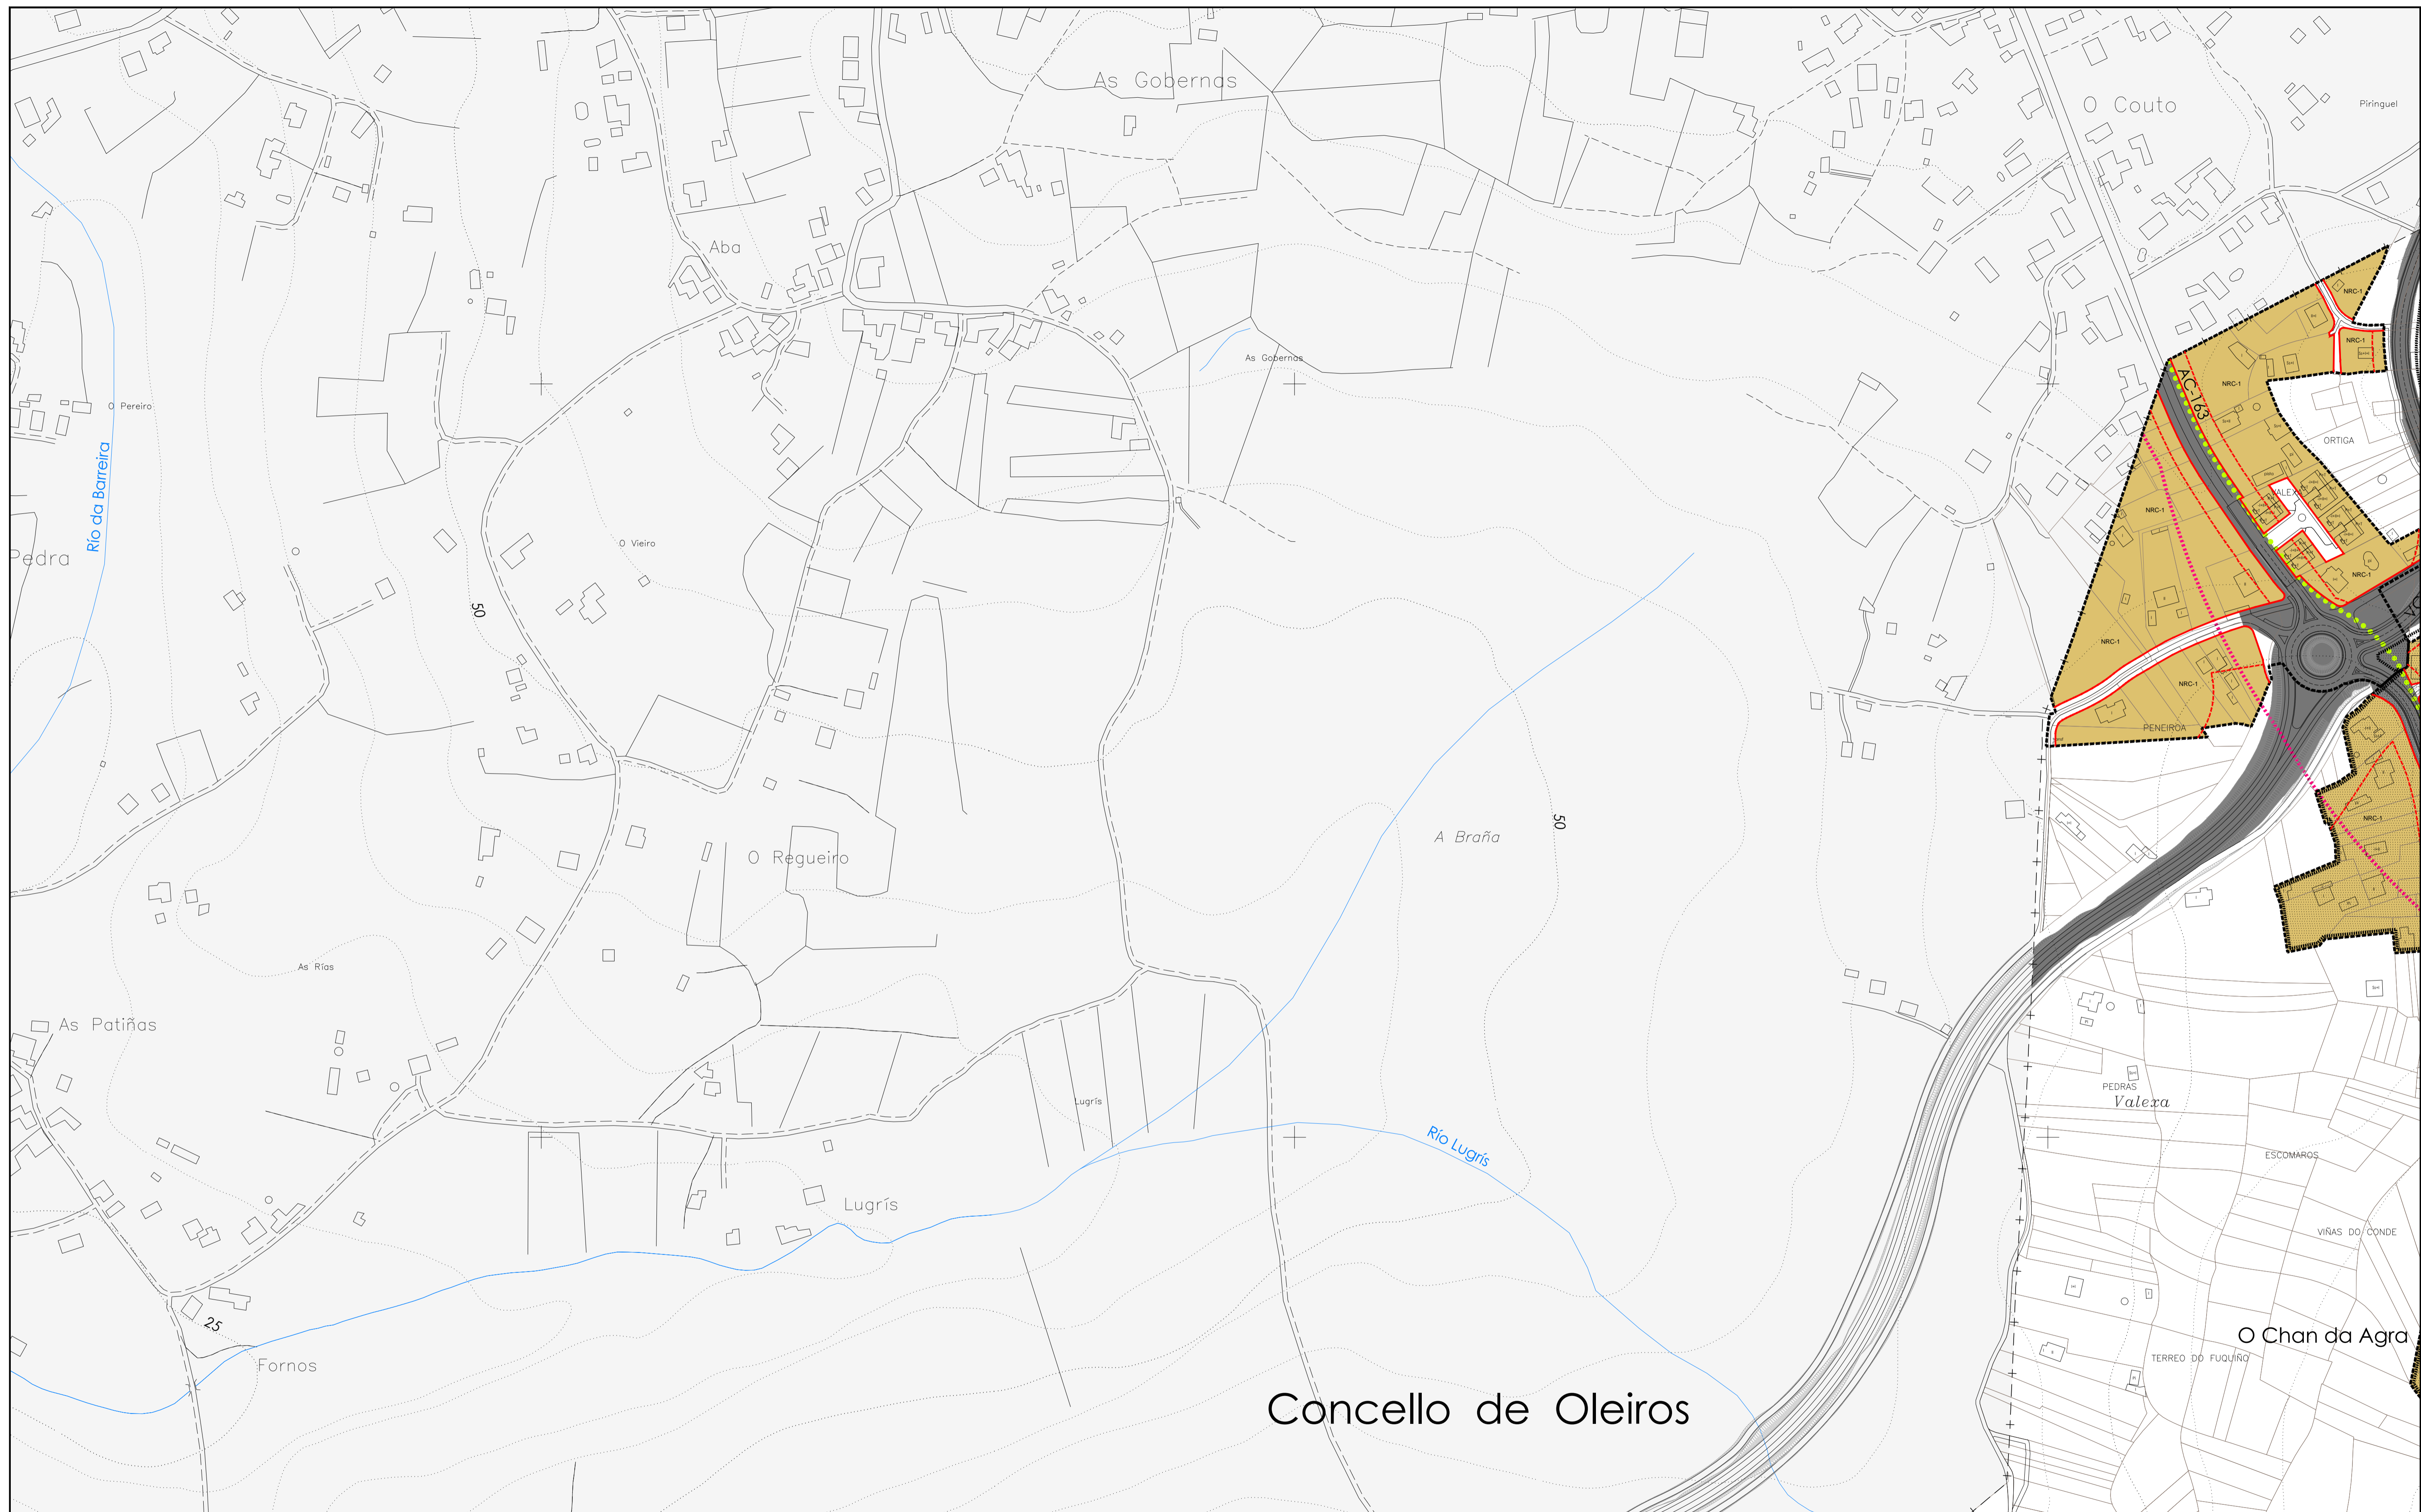 As Gobernas
O Couto
Piringuel
Aba
NRC-1
NRC-1
As Gobernas
AC-163
NRC-1
O Pereiro
ORTIGA
Río da Barreira
VALEXA
NRC-1
O Vieiro
Pedra
NRC-1
50
NRC-1
NRC-1
PENEIROA
50
NRC-1
A Braña
O Regueiro
As Rías
As Patiñas
PEDRAS
Valexa
Lugrís
Río Lugrís
ESCOMAROS
Lugrís
VIÑAS DO CONDE
25
O Chan da Agra
Fornos
TERREO DO FUQUIÑO
Concello de Oleiros